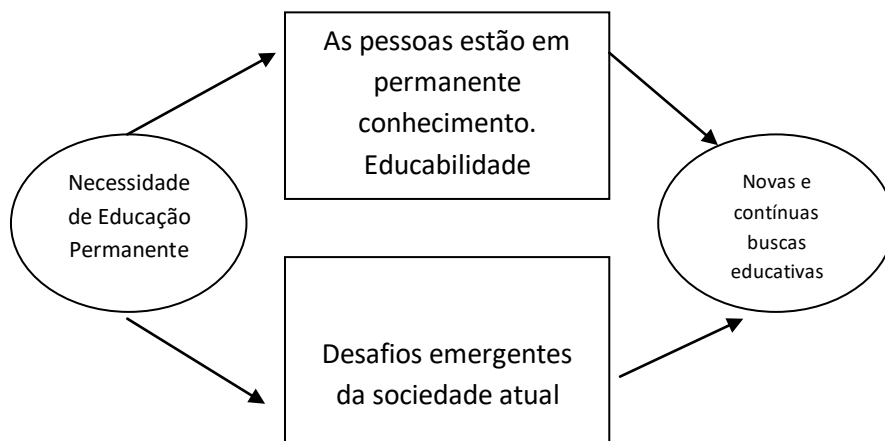 Necessidade
de Educação
Permanente
As pessoas estão em
permanente
conhecimento.
Educabilidade
Desafios emergentes
da sociedade atual
Novas e
contínuas
buscas
educativas